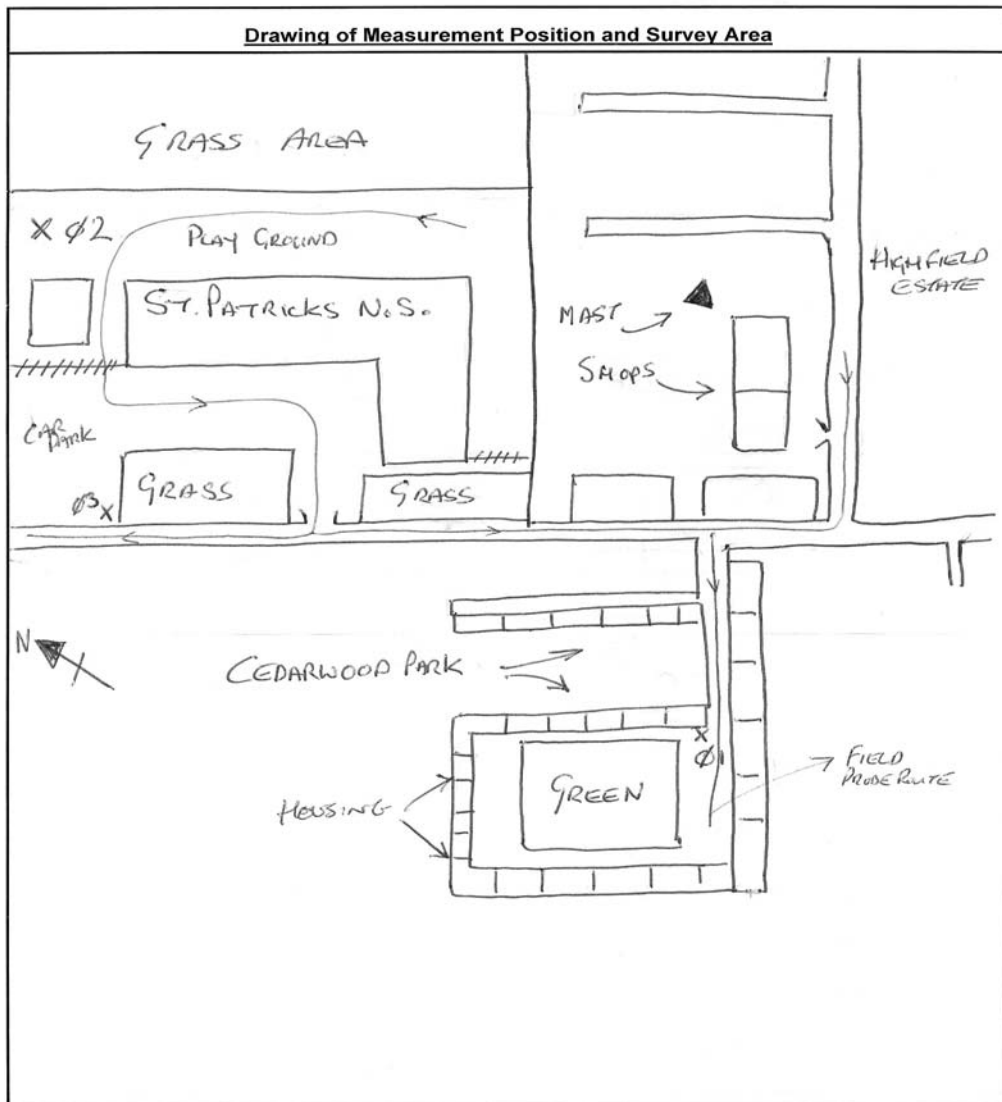 Drawing of Measurement Position and Survey Area
GRASS AREA
X Ø2
PLAY GROUND
ST. PATRICKS N.S.
HIGHFIELD
ESTATE
MAST
SHOPS
CAR
PARK
GRASS
GRASS
Ø3 X
N
CEDARWOOD PARK
X
Ø1
FIELD
PROBE ROUTE
GREEN
HOUSING